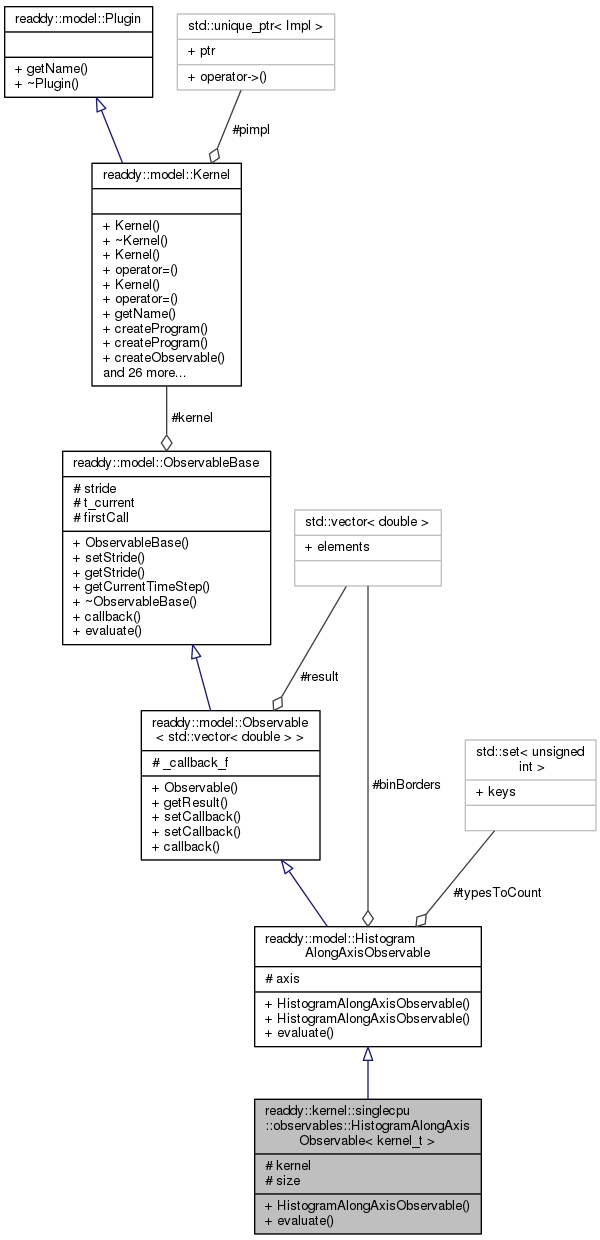 readdy::model::Plugin
+ getName()
+ ~Plugin()
std::unique_ptr< Impl >
+ ptr
+ operator->()
#pimpl
readdy::model::Kernel
+ Kernel()
+ ~Kernel()
+ Kernel()
+ operator=()
+ Kernel()
+ operator=()
+ getName()
+ createProgram()
+ createProgram()
+ createObservable()
and 26 more...
#kernel
readdy::model::ObservableBase
# stride
# t_current
# firstCall
+ ObservableBase()
+ setStride()
+ getStride()
+ getCurrentTimeStep()
+ ~ObservableBase()
+ callback()
+ evaluate()
std::vector< double >
+ elements
#result
readdy::model::Observable
< std::vector< double > >
# _callback_f
+ Observable()
+ getResult()
+ setCallback()
+ setCallback()
+ callback()
#binBorders
std::set< unsigned
int >
+ keys
#typesToCount
readdy::model::Histogram
AlongAxisObservable
# axis
+ HistogramAlongAxisObservable()
+ HistogramAlongAxisObservable()
+ evaluate()
readdy::kernel::singlecpu
::observables::HistogramAlongAxis
Observable< kernel_t >
# kernel
# size
+ HistogramAlongAxisObservable()
+ evaluate()